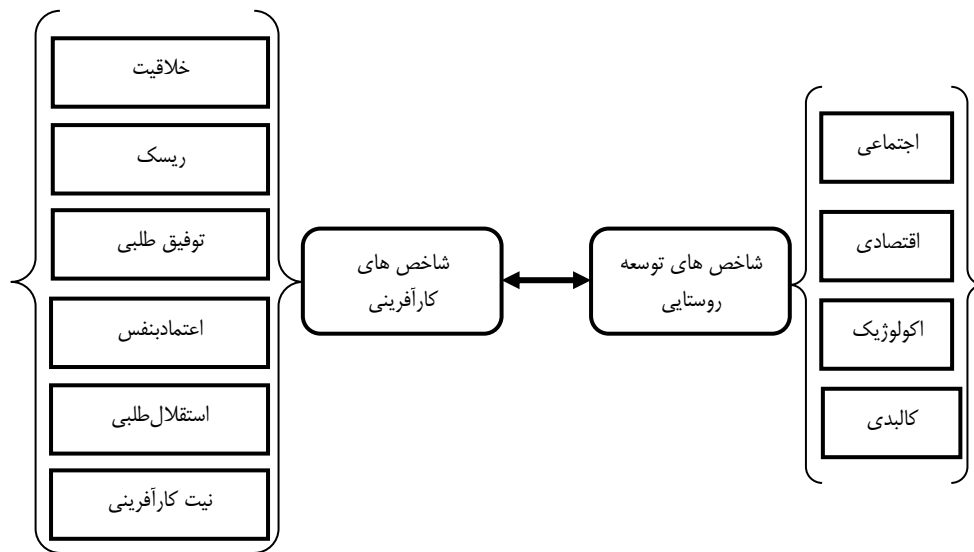 خلاقیت
ریسک
توفیق طلبی
اعتمادبنفس
استقلال‌طلبی
نیت کارآفرینی
شاخص های
کارآفرینی
شاخص های توسعه
روستایی
اجتماعی
اقتصادی
اکولوژیک
کالبدی